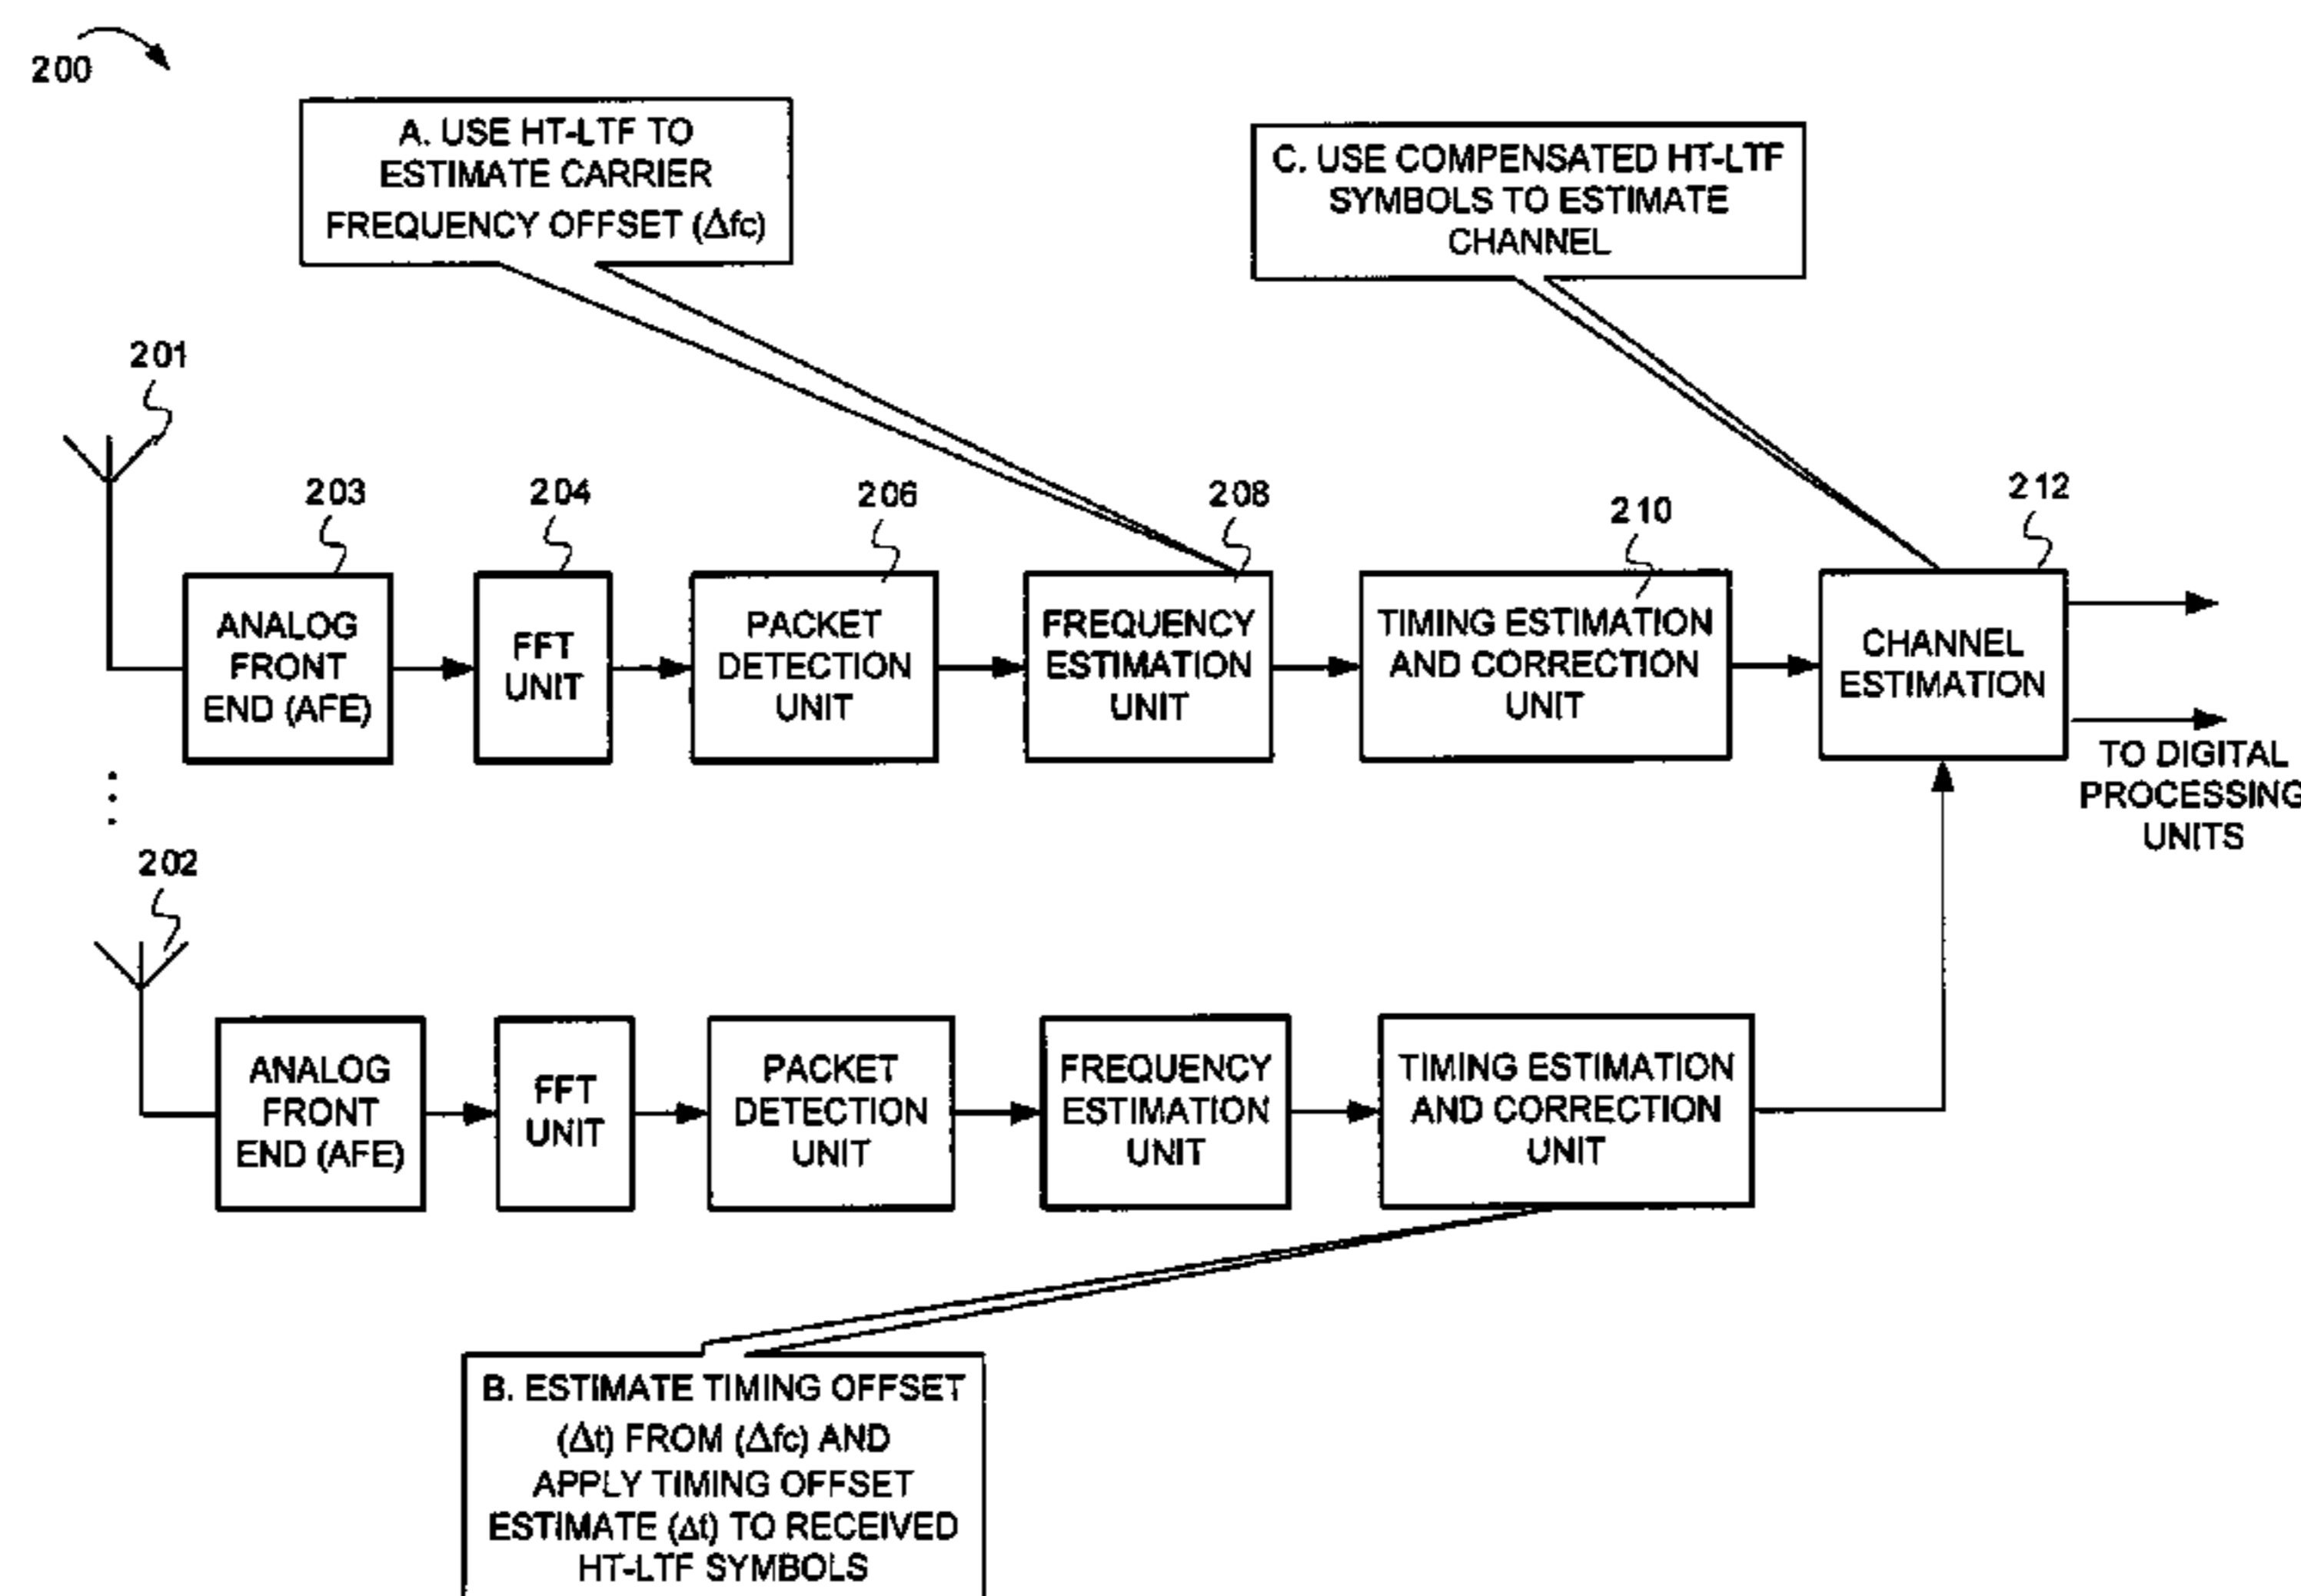 200
A. USE HT-LTF TO
ESTIMATE CARRIER
FREQUENCY OFFSET (Δfc)
C. USE COMPENSATED HT-LTF
SYMBOLS TO ESTIMATE
CHANNEL
201
203
204
206
208
210
212
ANALOG
FRONT
END (AFE)
FFT
UNIT
PACKET
DETECTION
UNIT
FREQUENCY
ESTIMATION
UNIT
TIMING ESTIMATION
AND CORRECTION
UNIT
CHANNEL
ESTIMATION
TO DIGITAL
PROCESSING
UNITS
202
ANALOG
FRONT
END (AFE)
FFT
UNIT
PACKET
DETECTION
UNIT
FREQUENCY
ESTIMATION
UNIT
TIMING ESTIMATION
AND CORRECTION
UNIT
B. ESTIMATE TIMING OFFSET
(Δt) FROM (Δfc) AND
APPLY TIMING OFFSET
ESTIMATE (Δt) TO RECEIVED
HT-LTF SYMBOLS